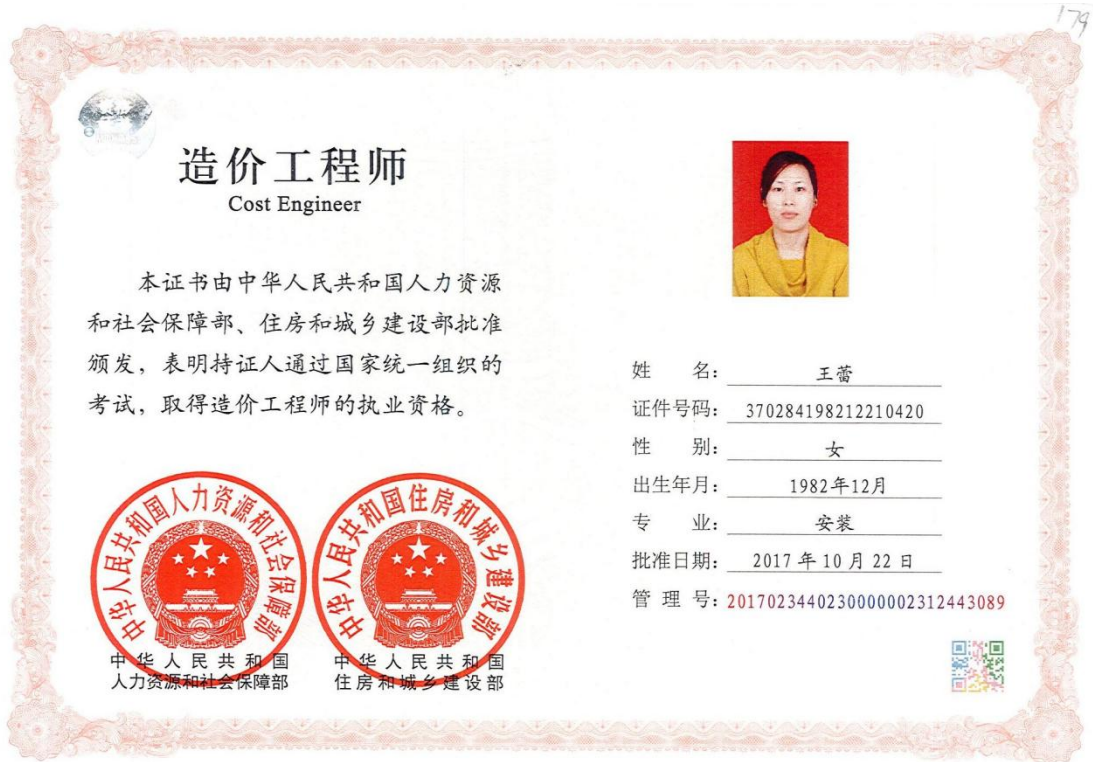 179
造价工程师
Cost Engineer
本证书由中华人民共和国人力资源
和社会保障部、住房和城乡建设部批准
颁发，表明持证人通过国家统一组织的
考试，取得造价工程师的执业资格。
中华人民共和国人力资源和社会保障部
中华人民共和国住房和城乡建设部
中华人民共和国
人力资源和社会保障部
中华人民共和国
住房和城乡建设部
姓 名：王蕾
证件号码：370284198212210420
性 别：女
出生年月：1982年12月
专 业：安装
批准日期：2017年10月22日
管 理 号：2017023440230000002312443089